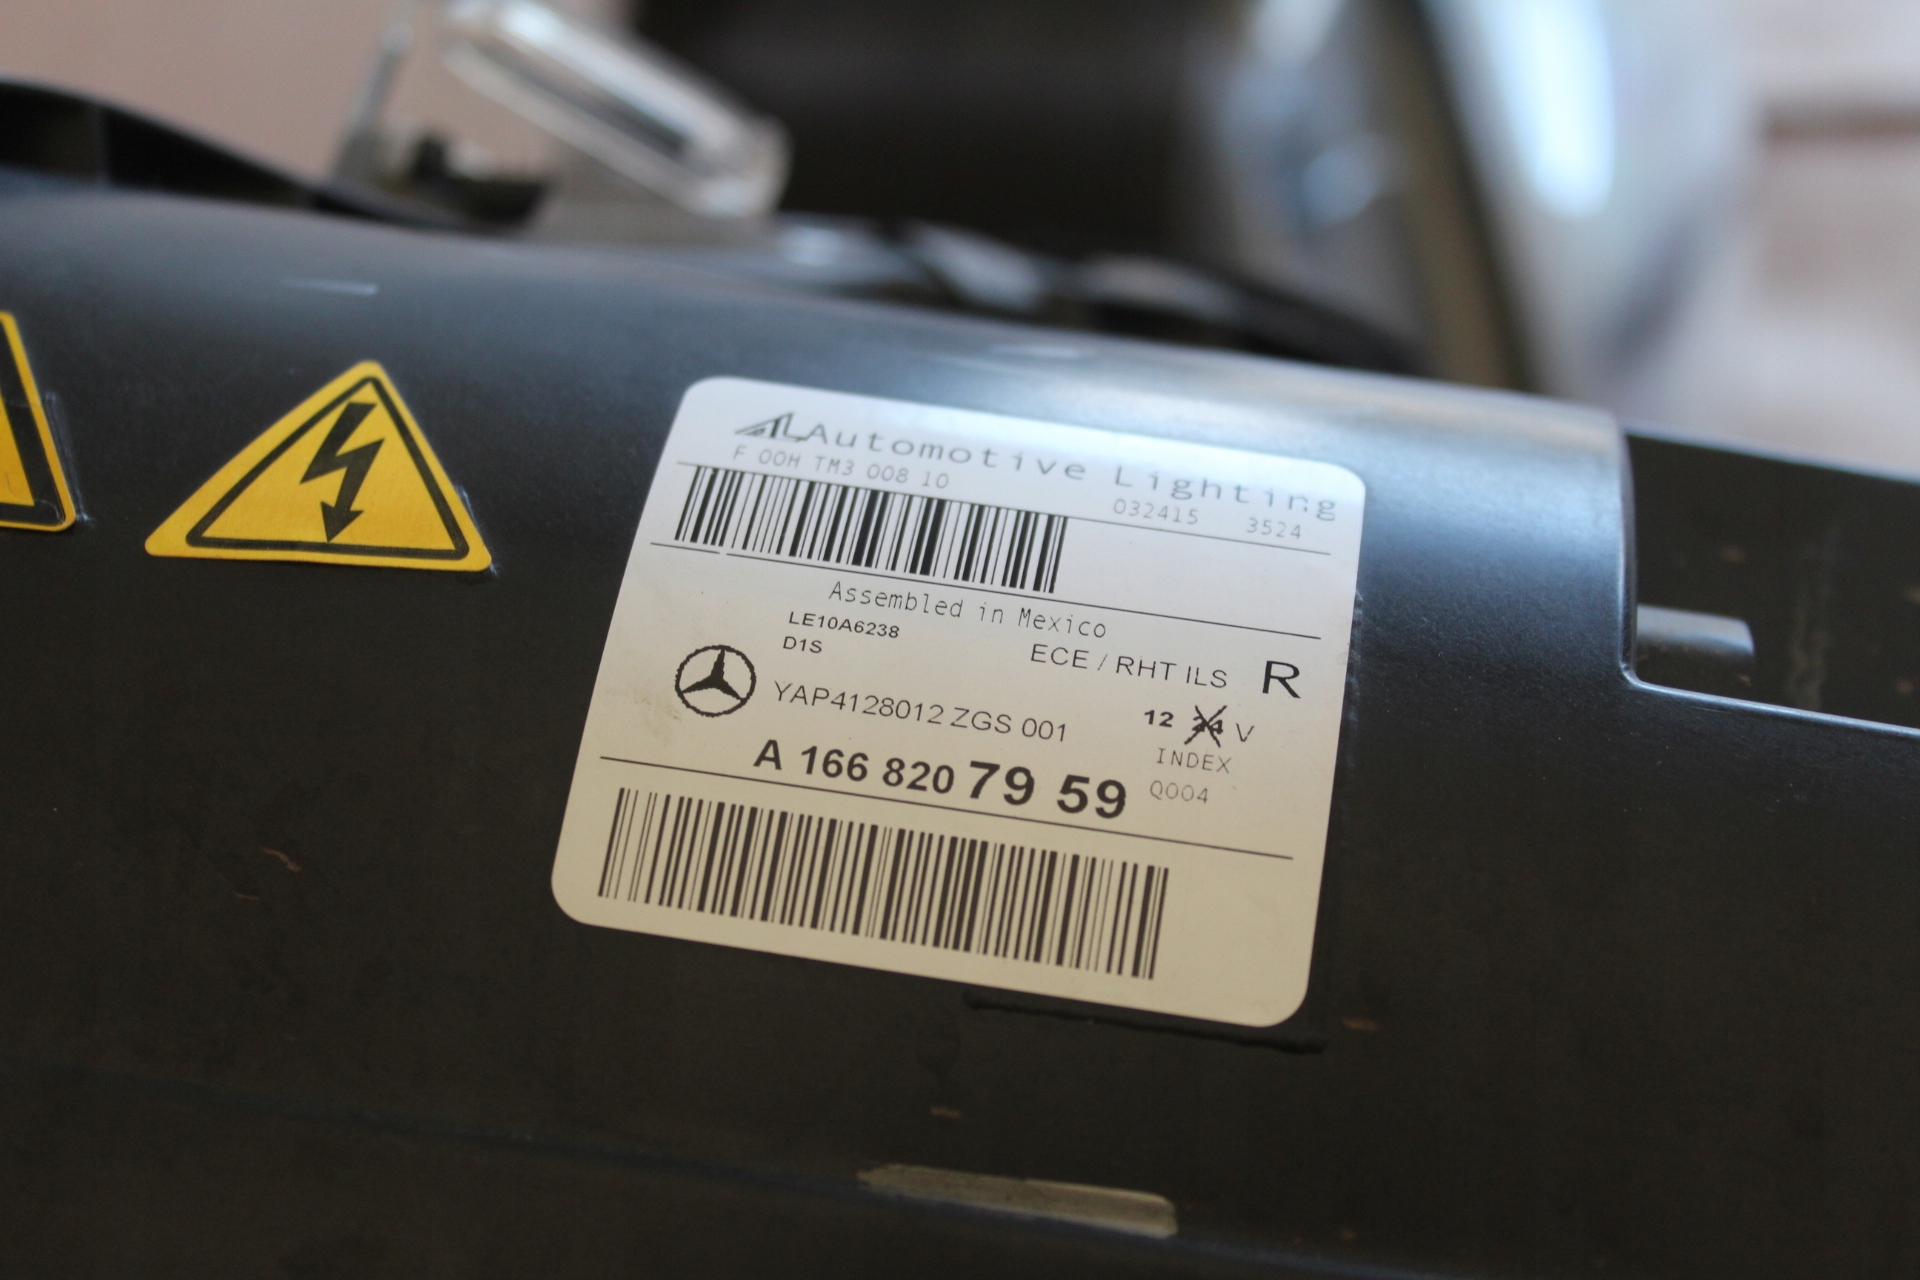 AL Automotive Lighting
F 00H TM3 008 10
032415 3524
Assembled in Mexico
LE10A6238
D1S
ECE / RHT ILS R
YAP4128012 ZGS 001
12 24 V
INDEX
A 166 820 79 59
Q004